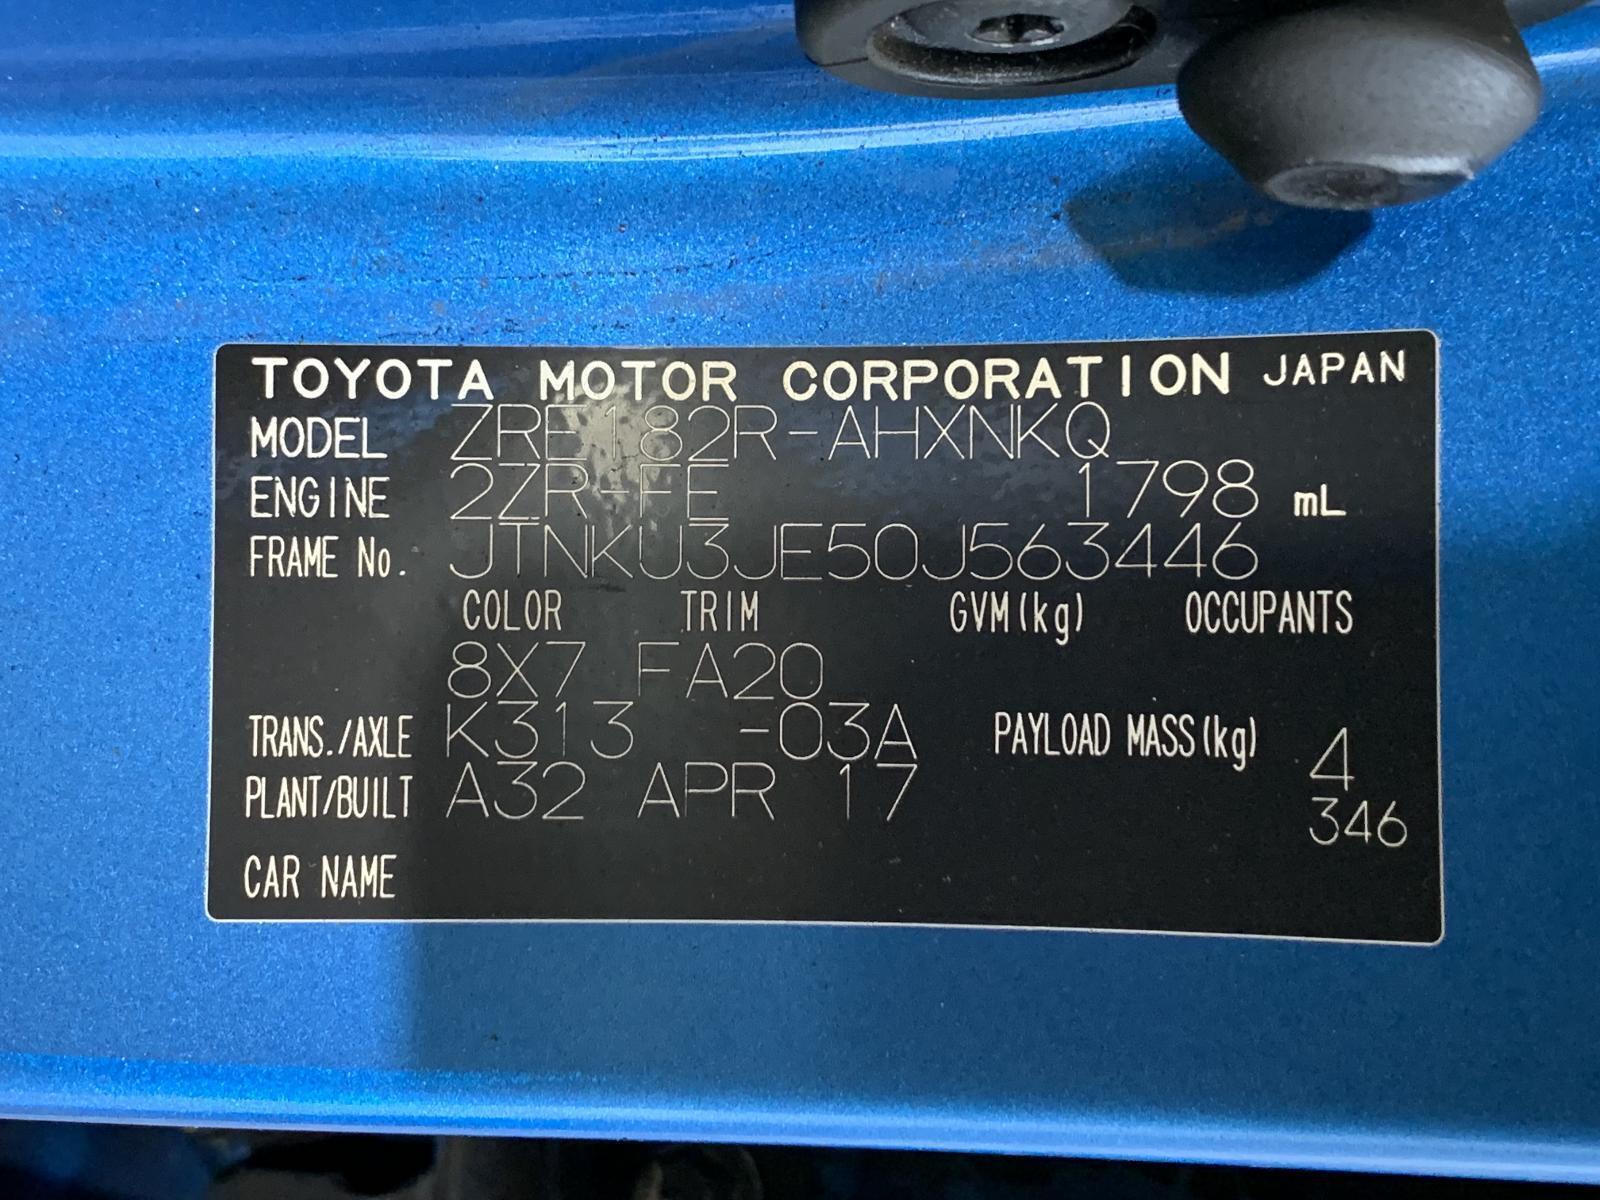 TOYOTA MOTOR CORPORATION JAPAN
MODEL ZRE182R-AHXNKQ
ENGINE 2ZR-FE 1798 mL
FRAME No. JTNKU3JE50J563446
COLOR TRIM GVM(kg) OCCUPANTS
8X7 FA20
TRANS./AXLE K313 -03A PAYLOAD MASS(kg) 4
PLANT/BUILT A32 APR 17 346
CAR NAME